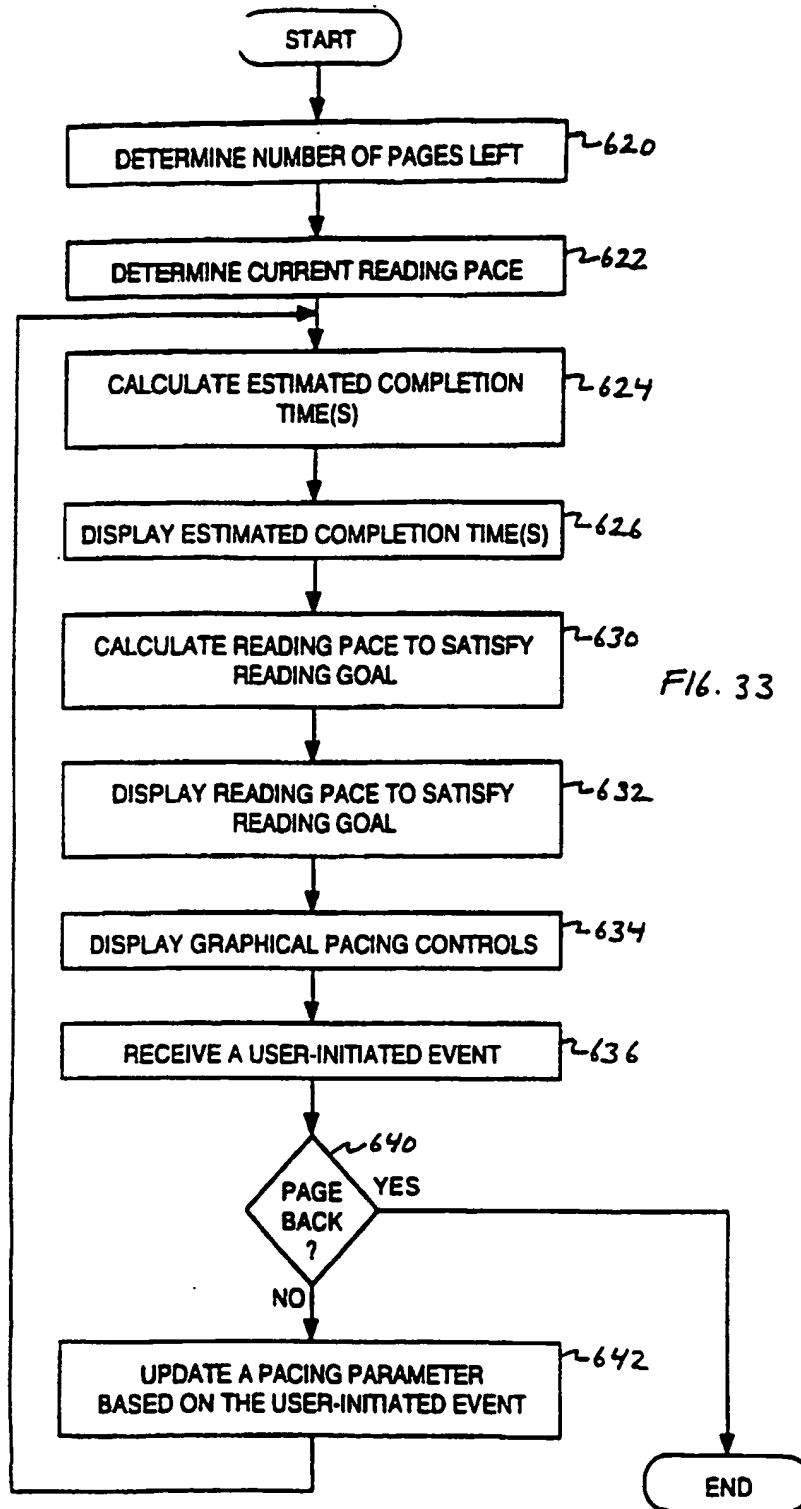 START
DETERMINE NUMBER OF PAGES LEFT
620
DETERMINE CURRENT READING PACE
622
CALCULATE ESTIMATED COMPLETION
TIME(S)
624
DISPLAY ESTIMATED COMPLETION TIME(S)
626
CALCULATE READING PACE TO SATISFY
READING GOAL
630
FIG. 33
DISPLAY READING PACE TO SATISFY
READING GOAL
632
DISPLAY GRAPHICAL PACING CONTROLS
634
RECEIVE A USER-INITIATED EVENT
636
640
PAGE
BACK
?
YES
NO
UPDATE A PACING PARAMETER
BASED ON THE USER-INITIATED EVENT
642
END